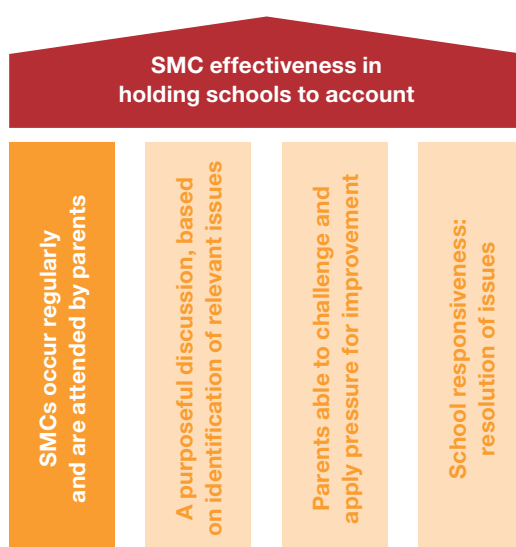 SMC effectiveness in
holding schools to account
SMCs occur regularly
and are attended by parents
A purposeful discussion, based
on identification of relevant issues
Parents able to challenge and
apply pressure for improvement
School responsiveness:
resolution of issues